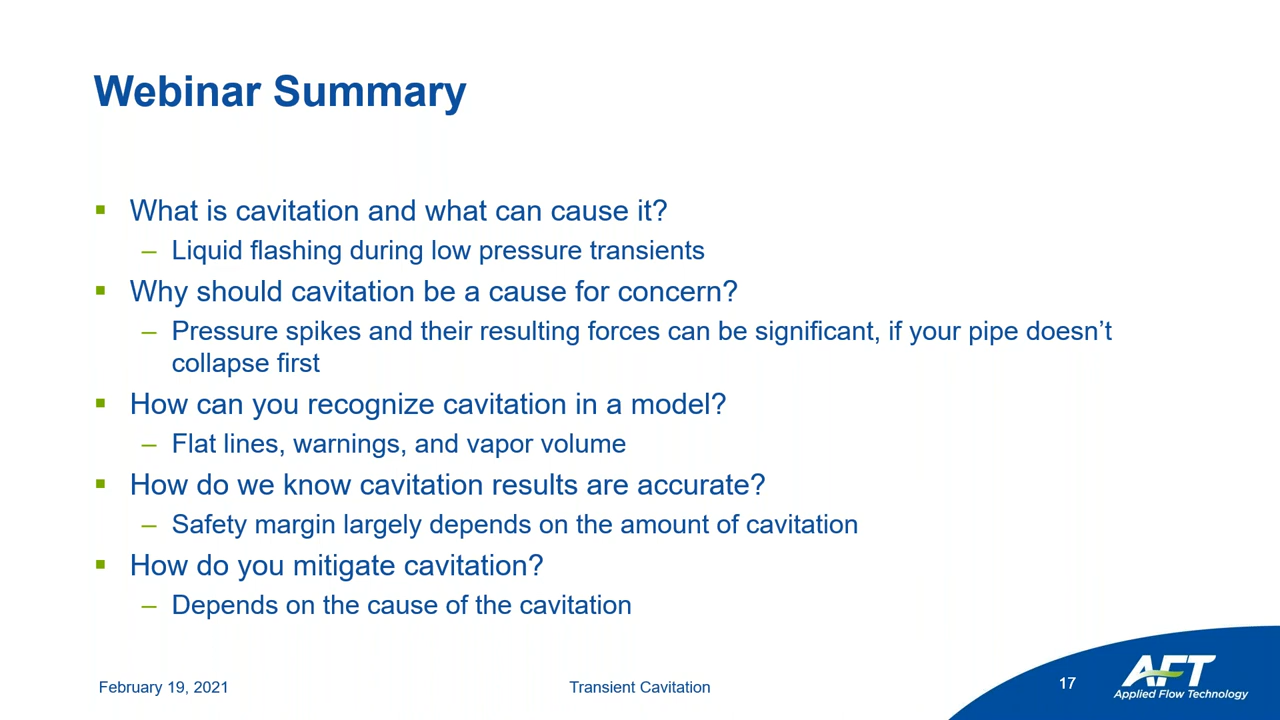 Webinar Summary
▪ What is cavitation and what can cause it?
– Liquid flashing during low pressure transients
▪ Why should cavitation be a cause for concern?
– Pressure spikes and their resulting forces can be significant, if your pipe doesn’t
collapse first
▪ How can you recognize cavitation in a model?
– Flat lines, warnings, and vapor volume
▪ How do we know cavitation results are accurate?
– Safety margin largely depends on the amount of cavitation
▪ How do you mitigate cavitation?
– Depends on the cause of the cavitation
February 19, 2021
Transient Cavitation
17
AFT
Applied Flow Technology